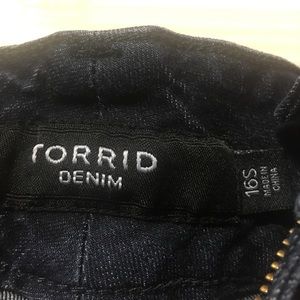 TORRID
DENIM
16S
MADE IN
CHINA